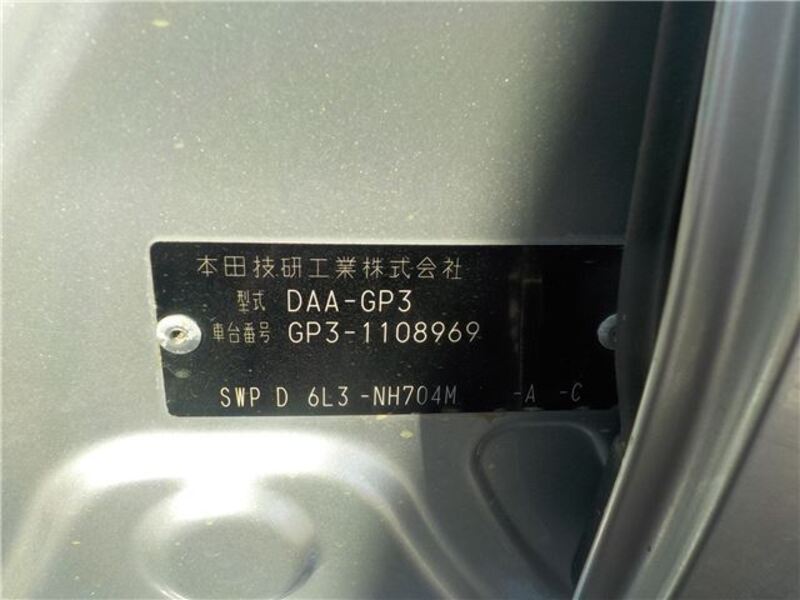 本田技研工業株式会社
型式 DAA-GP3
車台番号 GP3-1108969
SWP D 6L3 -NH704M -A -C